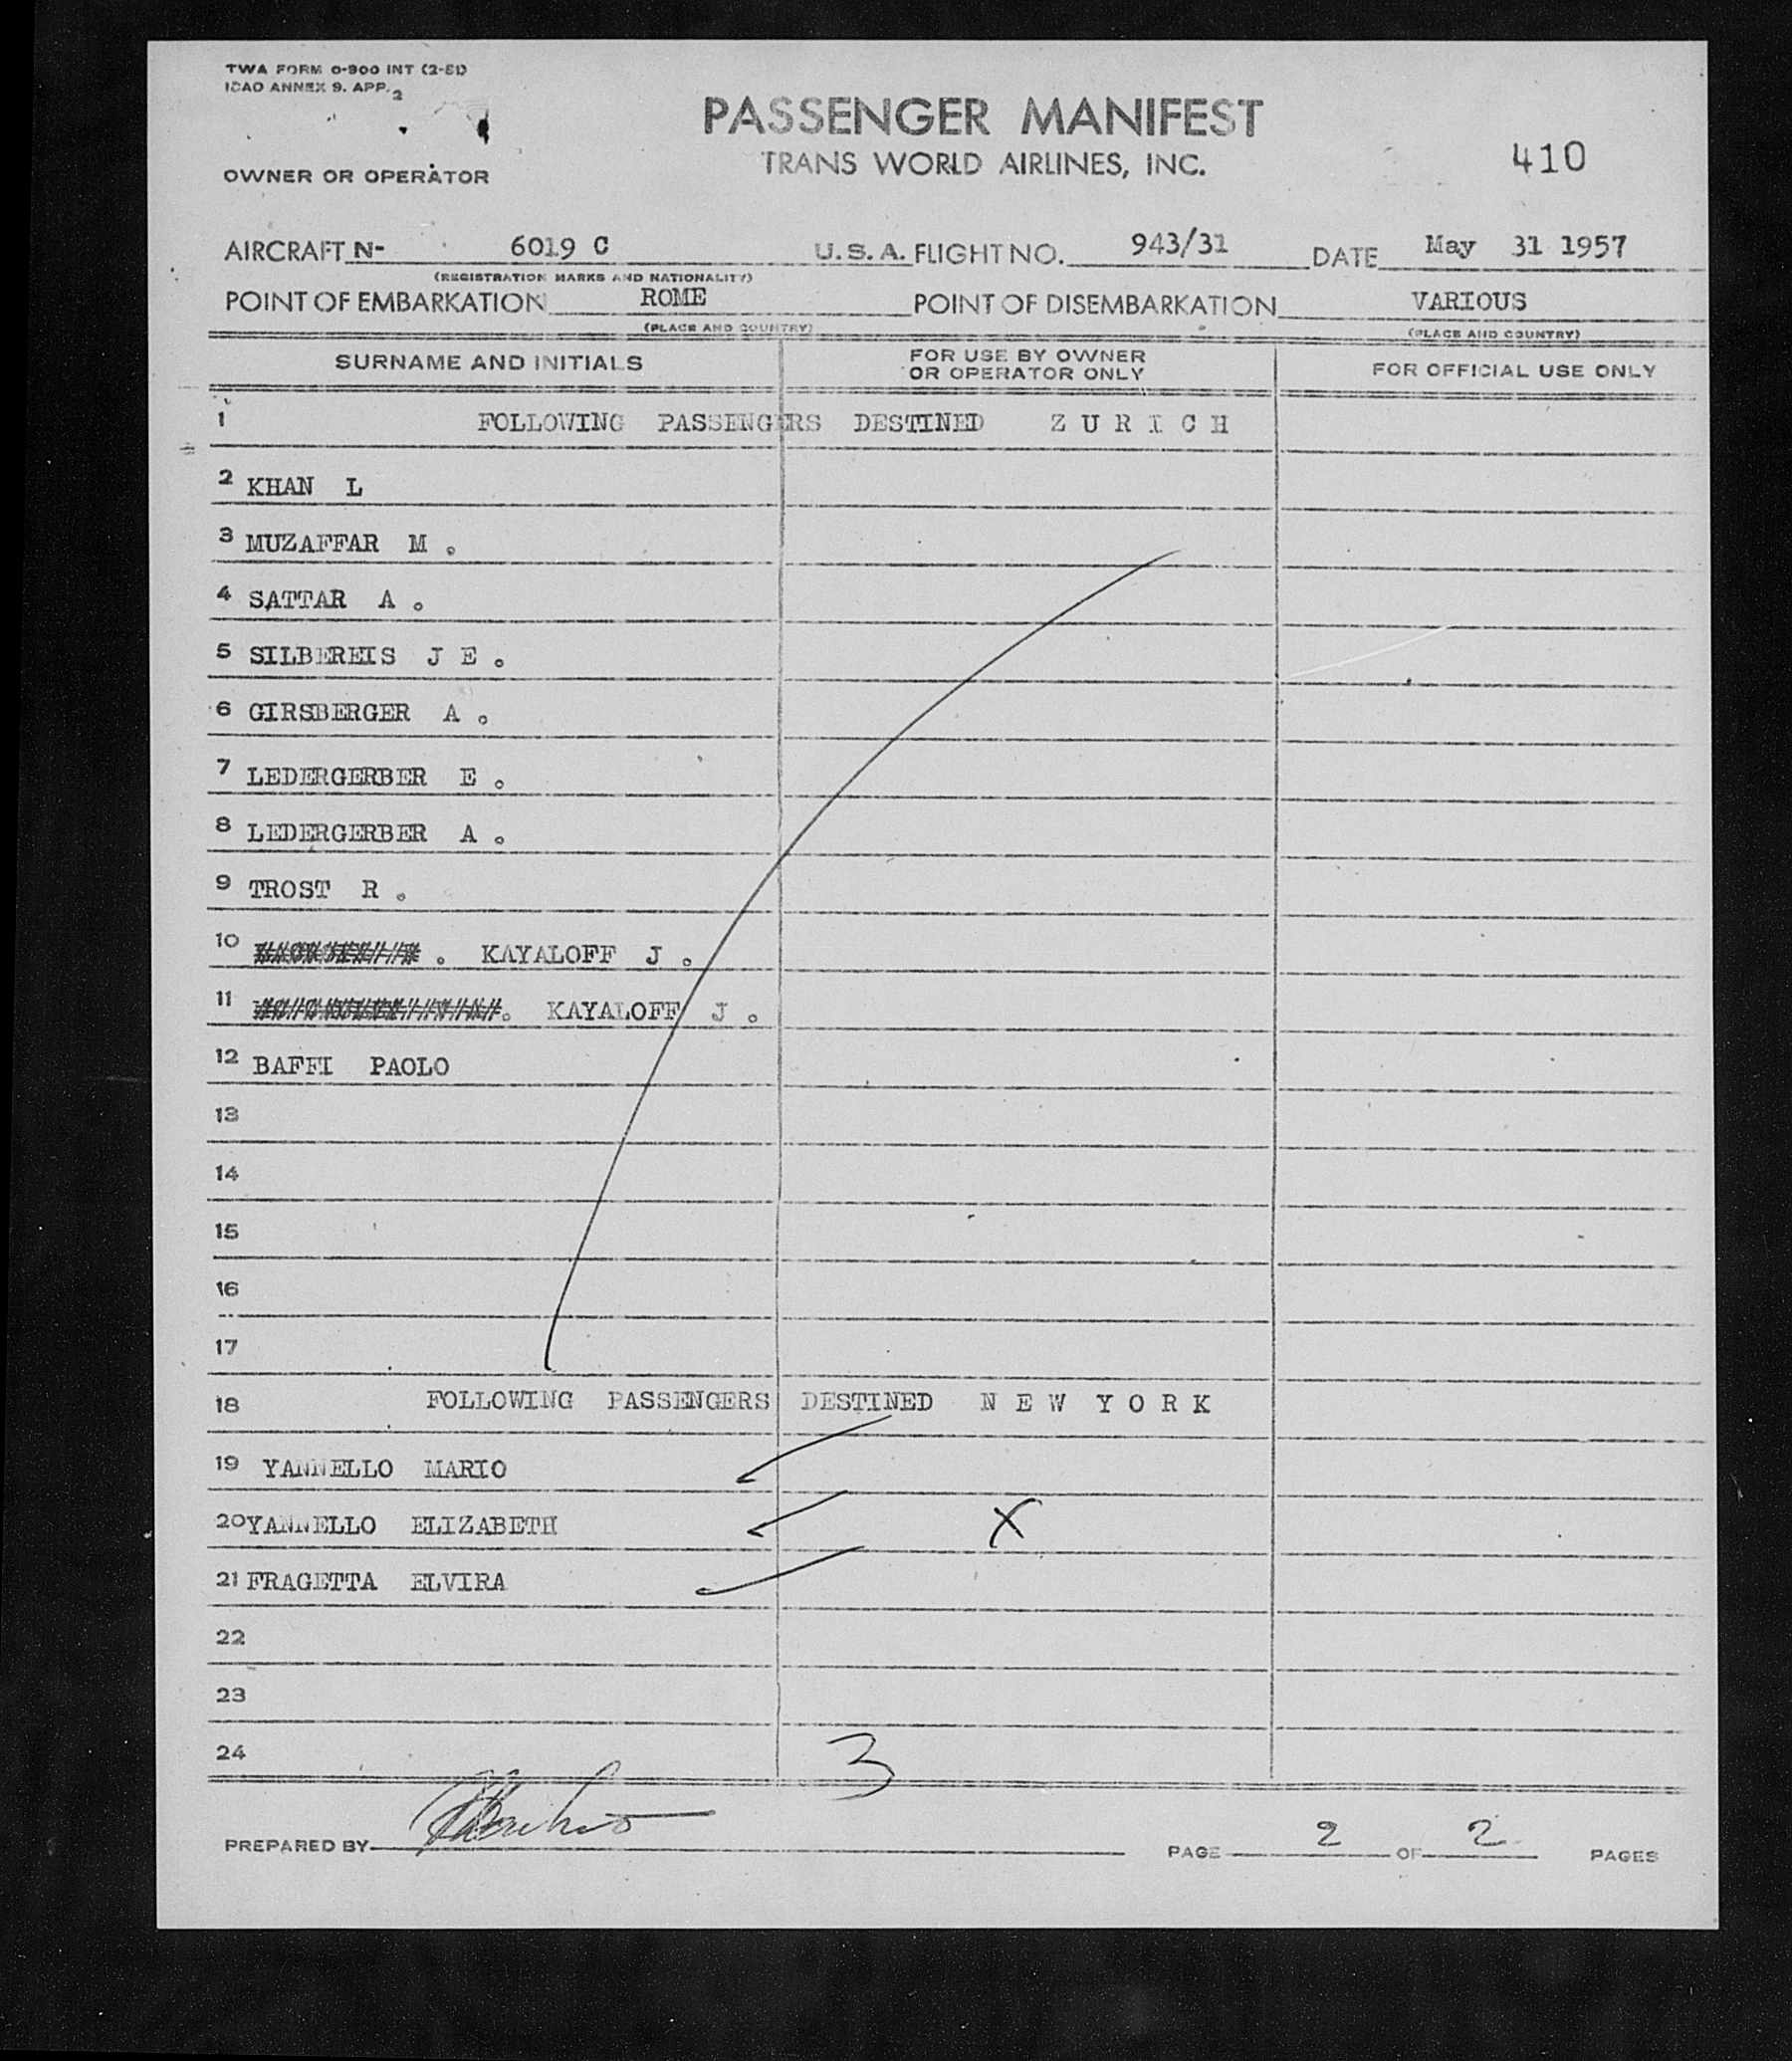 TWA FORM 0-900 INT (2-51)
ICAO ANNEX 9. APP. 2
PASSENGER MANIFEST
TRANS WORLD AIRLINES, INC.
410
OWNER OR OPERATOR
AIRCRAFT N- 6019 C U.S.A. FLIGHT NO. 943/31 DATE May 31 1957
(REGISTRATION MARKS AND NATIONALITY)
POINT OF EMBARKATION ROME POINT OF DISEMBARKATION VARIOUS
(PLACE AND COUNTRY) (PLACE AND COUNTRY)
SURNAME AND INITIALS FOR USE BY OWNER OR OPERATOR ONLY FOR OFFICIAL USE ONLY
1 FOLLOWING PASSENGERS DESTINED Z U R I C H
2 KHAN L
3 MUZAFFAR M .
4 SATTAR A .
5 SILBEREIS J E .
6 GIRSBERGER A .
7 LEDERGERBER E .
8 LEDERGERBER A .
9 TROST R .
10 . KAYALOFF J .
11 . KAYALOFF J .
12 BAFFI PAOLO
13
14
15
16
17
18 FOLLOWING PASSENGERS DESTINED N E W Y O R K
19 YANNELLO MARIO
20 YANNELLO ELIZABETH X
21 FRAGETTA ELVIRA
22
23
24 3
PREPARED BY PAGE 2 OF 2 PAGES